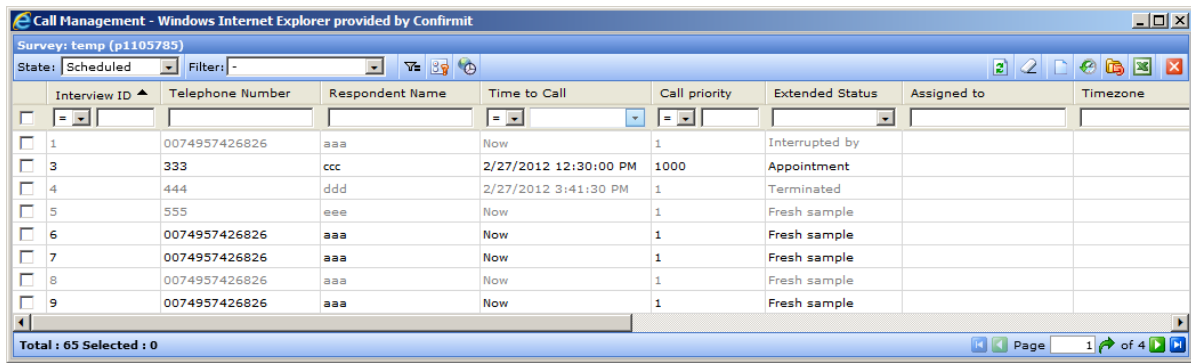 Call Management - Windows Internet Explorer provided by Confirmit
Survey: temp (p1105785)
State: Scheduled Filter: -
Interview ID Telephone Number Respondent Name Time to Call Call priority Extended Status Assigned to Timezone
= = =
1 0074957426826 aaa Now 1 Interrupted by
3 333 ccc 2/27/2012 12:30:00 PM 1000 Appointment
4 444 ddd 2/27/2012 3:41:30 PM 1 Terminated
5 555 eee Now 1 Fresh sample
6 0074957426826 aaa Now 1 Fresh sample
7 0074957426826 aaa Now 1 Fresh sample
8 0074957426826 aaa Now 1 Fresh sample
9 0074957426826 aaa Now 1 Fresh sample
Total : 65 Selected : 0 Page 1 of 4